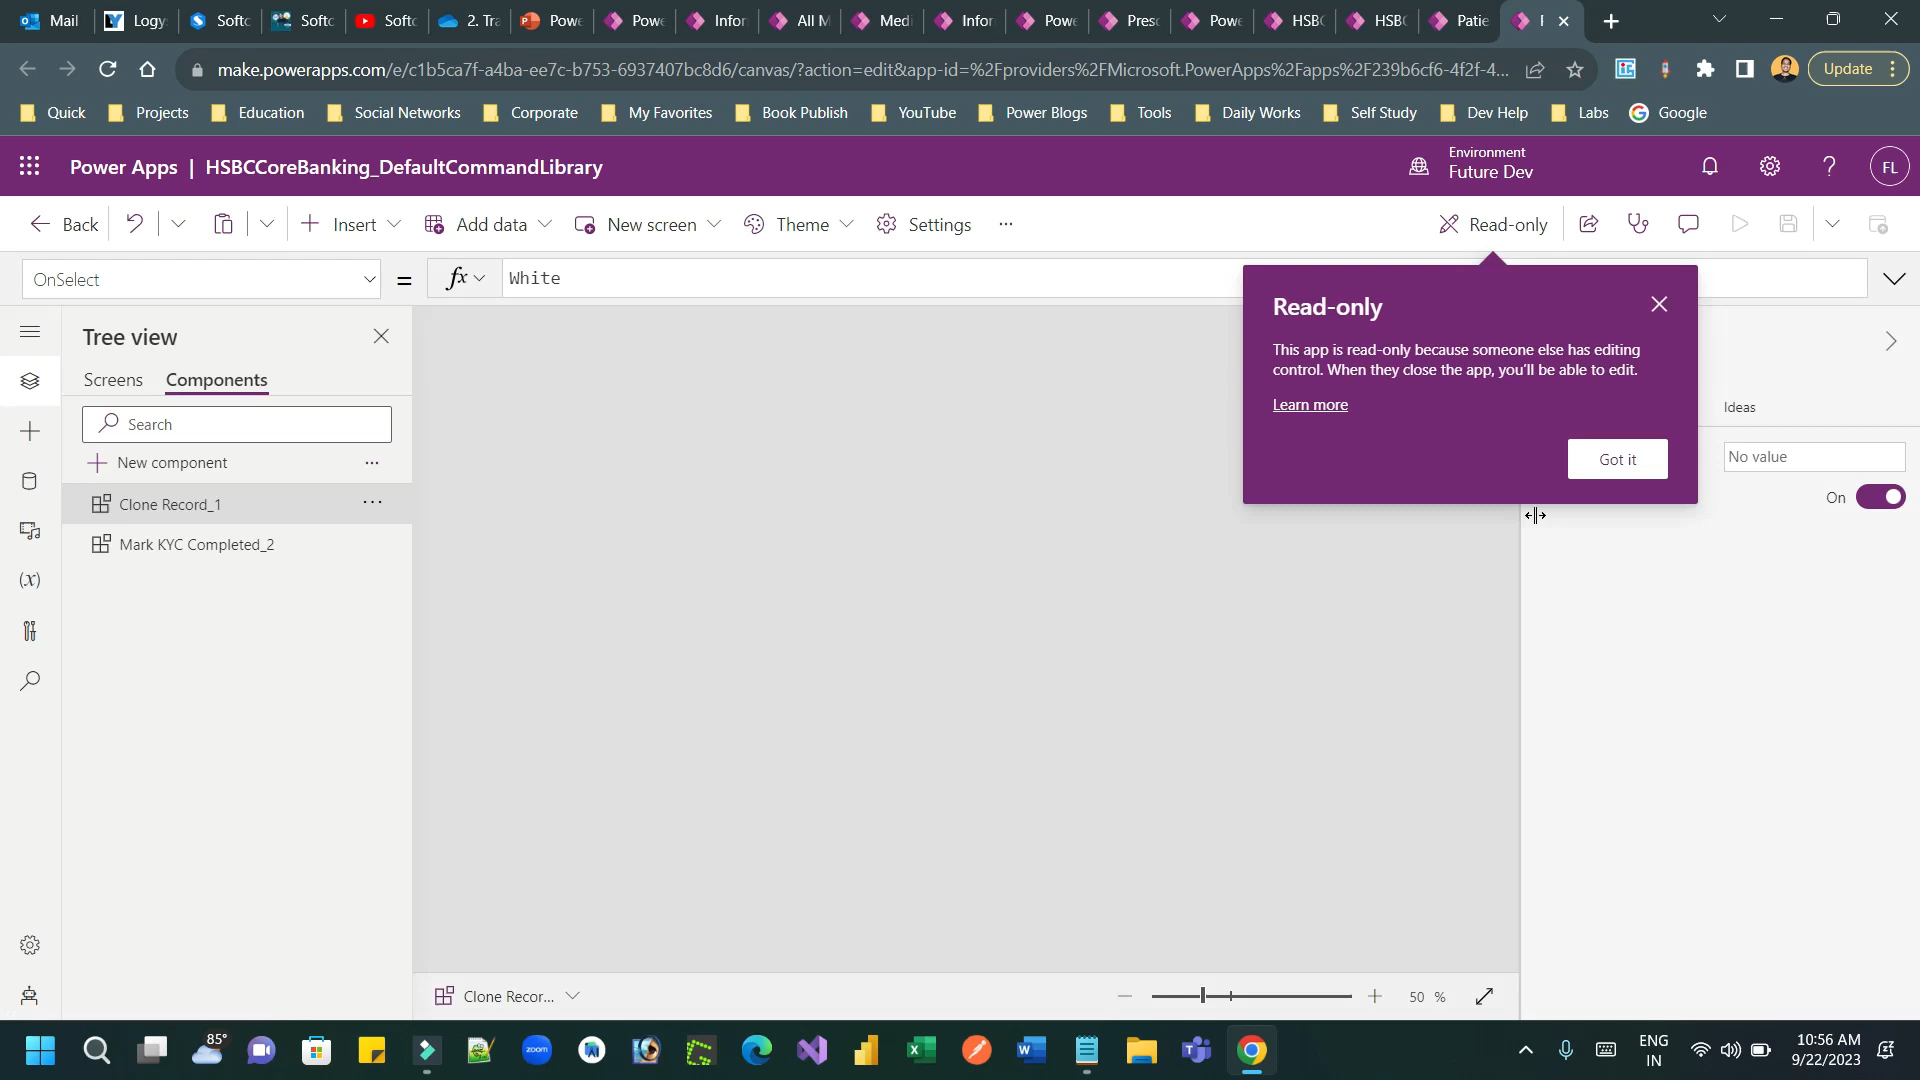 Mail
Logy
Softc
Softc
Softc
2. Tra
Powe
Powe
Infor
All M
Medi
Infor
Powe
Presc
Powe
HSBC
HSBC
Patie
make.powerapps.com/e/c1b5ca7f-a4ba-ee7c-b753-6937407bc8d6/canvas/?action=edit&app-id=%2Fproviders%2FMicrosoft.PowerApps%2Fapps%2F239b6cf6-4f2f-4...
Update
Quick
Projects
Education
Social Networks
Corporate
My Favorites
Book Publish
YouTube
Power Blogs
Tools
Daily Works
Self Study
Dev Help
Labs
Google
Power Apps | HSBCCoreBanking_DefaultCommandLibrary
Environment
Future Dev
FL
Back
Insert
Add data
New screen
Theme
Settings
Read-only
OnSelect
=
fx
White
Tree view
Screens
Components
Search
New component
Clone Record_1
Mark KYC Completed_2
(x)
Read-only
This app is read-only because someone else has editing
control. When they close the app, you'll be able to edit.
Learn more
Got it
Ideas
No value
On
Clone Recor...
50 %
85°
zoom
ENG
IN
10:56 AM
9/22/2023